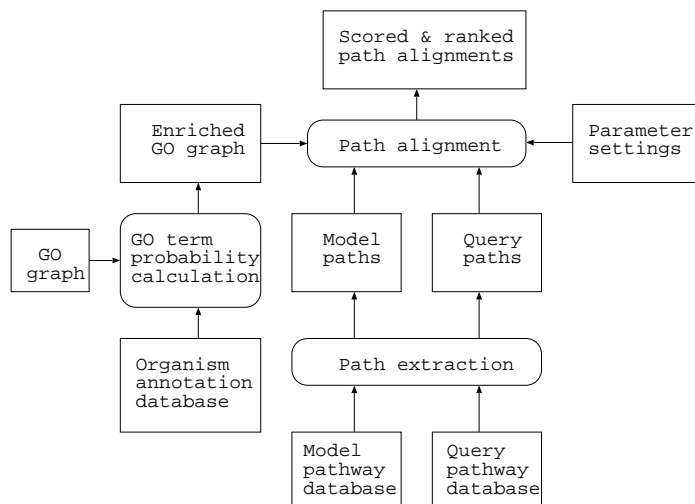 Scored & ranked
path alignments
Enriched
GO graph
Path alignment
Parameter
settings
GO
graph
GO term
probability
calculation
Model
paths
Query
paths
Organism
annotation
database
Path extraction
Model
pathway
database
Query
pathway
database